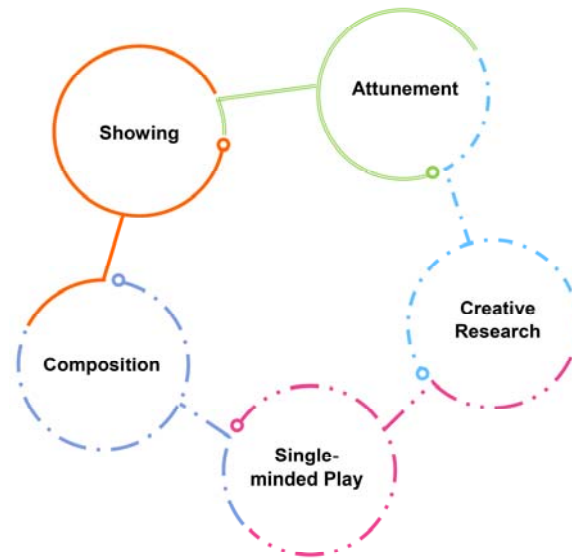 Attunement
Showing
Creative
Research
Composition
Single-
minded Play